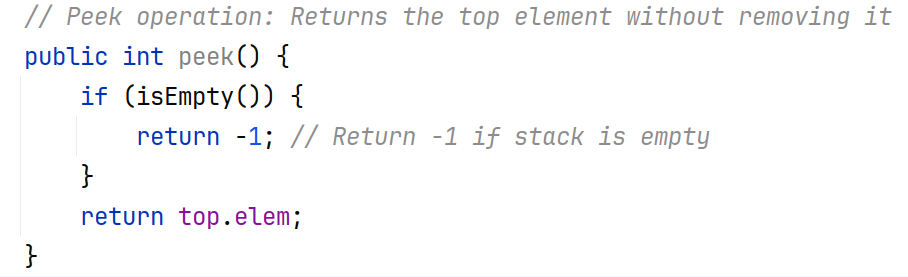 // Peek operation: Returns the top element without removing it
public int peek() {
    if (isEmpty()) {
        return -1; // Return -1 if stack is empty
    }
    return top.elem;
}